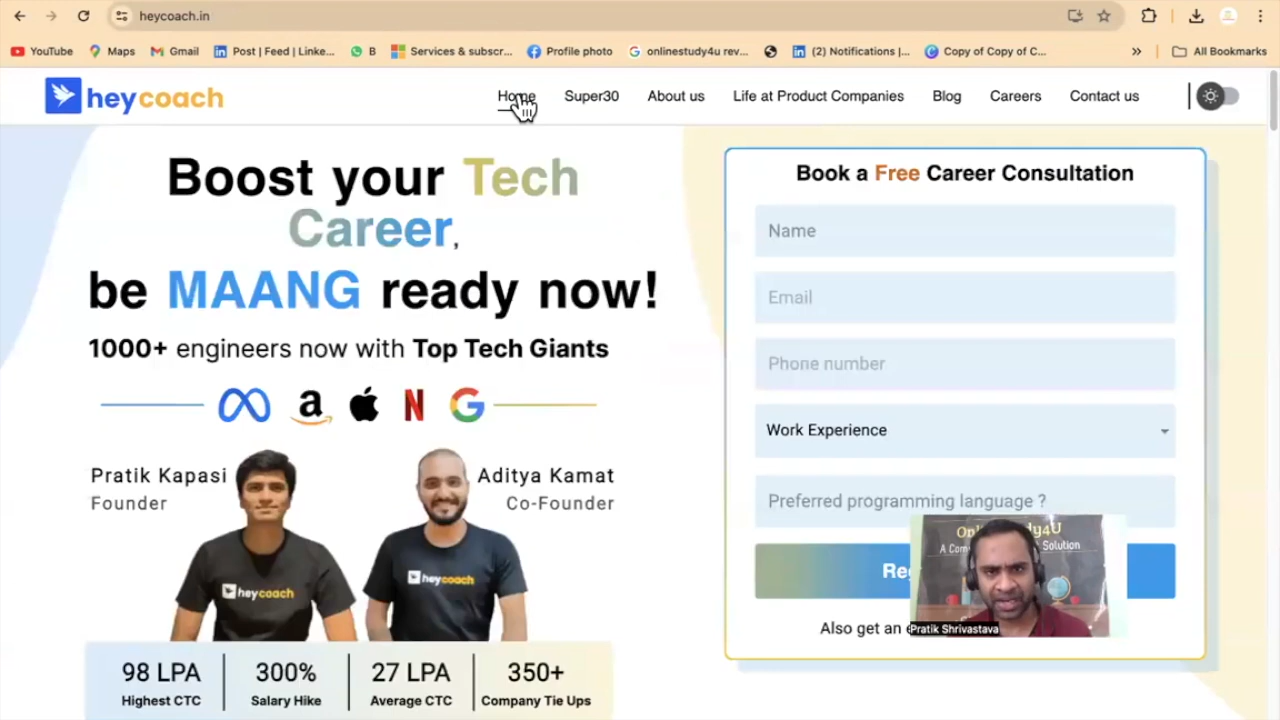 heycoach.in
YouTube
Maps
Gmail
Post | Feed | Linke...
B
Services & subscr...
Profile photo
onlinestudy4u rev...
(2) Notifications |...
Copy of Copy of C...
»
All Bookmarks
heycoach
Home
Super30
About us
Life at Product Companies
Blog
Careers
Contact us
Boost your Tech
Career,
be MAANG ready now!
1000+ engineers now with Top Tech Giants
Pratik Kapasi
Founder
Aditya Kamat
Co-Founder
heycoach
heycoach
98 LPA
Highest CTC
300%
Salary Hike
27 LPA
Average CTC
350+
Company Tie Ups
Book a Free Career Consultation
Name
Email
Phone number
Work Experience
Preferred programming language ?
Also get an
Pratik Shrivastava